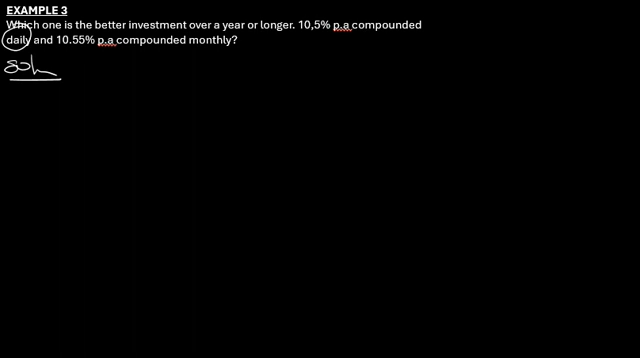 EXAMPLE 3
Which one is the better investment over a year or longer. 10,5% p.a compounded
daily and 10.55% p.a compounded monthly?
Soln